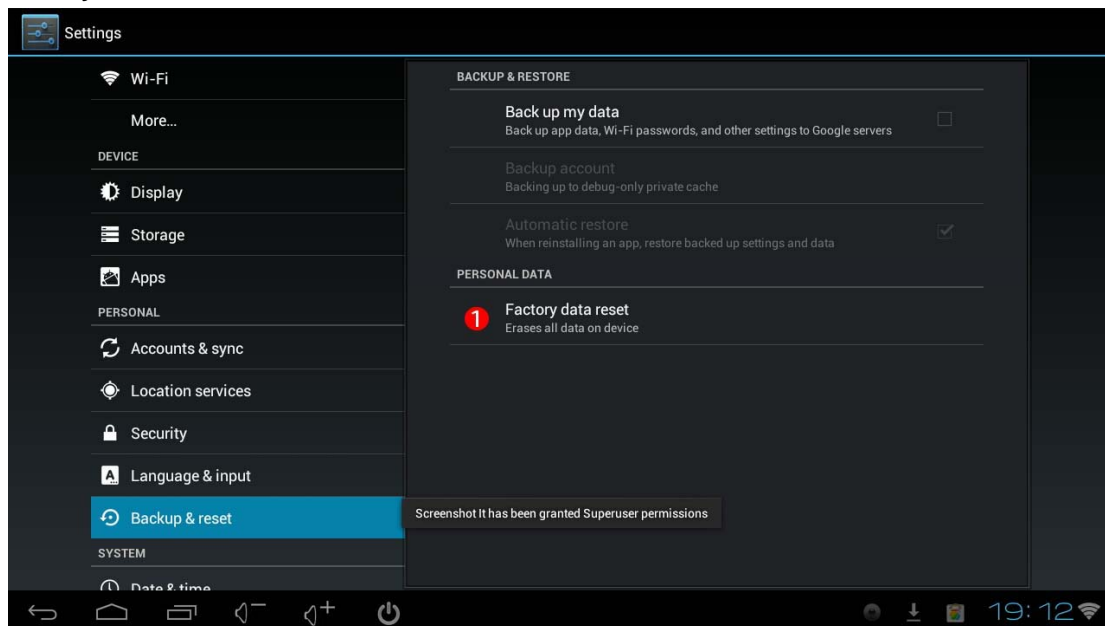 Settings
Wi-Fi
More...
DEVICE
Display
Storage
Apps
PERSONAL
Accounts & sync
Location services
Security
Language & input
Backup & reset
SYSTEM
Date & time
BACKUP & RESTORE
Back up my data
Back up app data, Wi-Fi passwords, and other settings to Google servers
Backup account
Backing up to debug-only private cache
Automatic restore
When reinstalling an app, restore backed up settings and data
PERSONAL DATA
1
Factory data reset
Erases all data on device
Screenshot It has been granted Superuser permissions
19:12